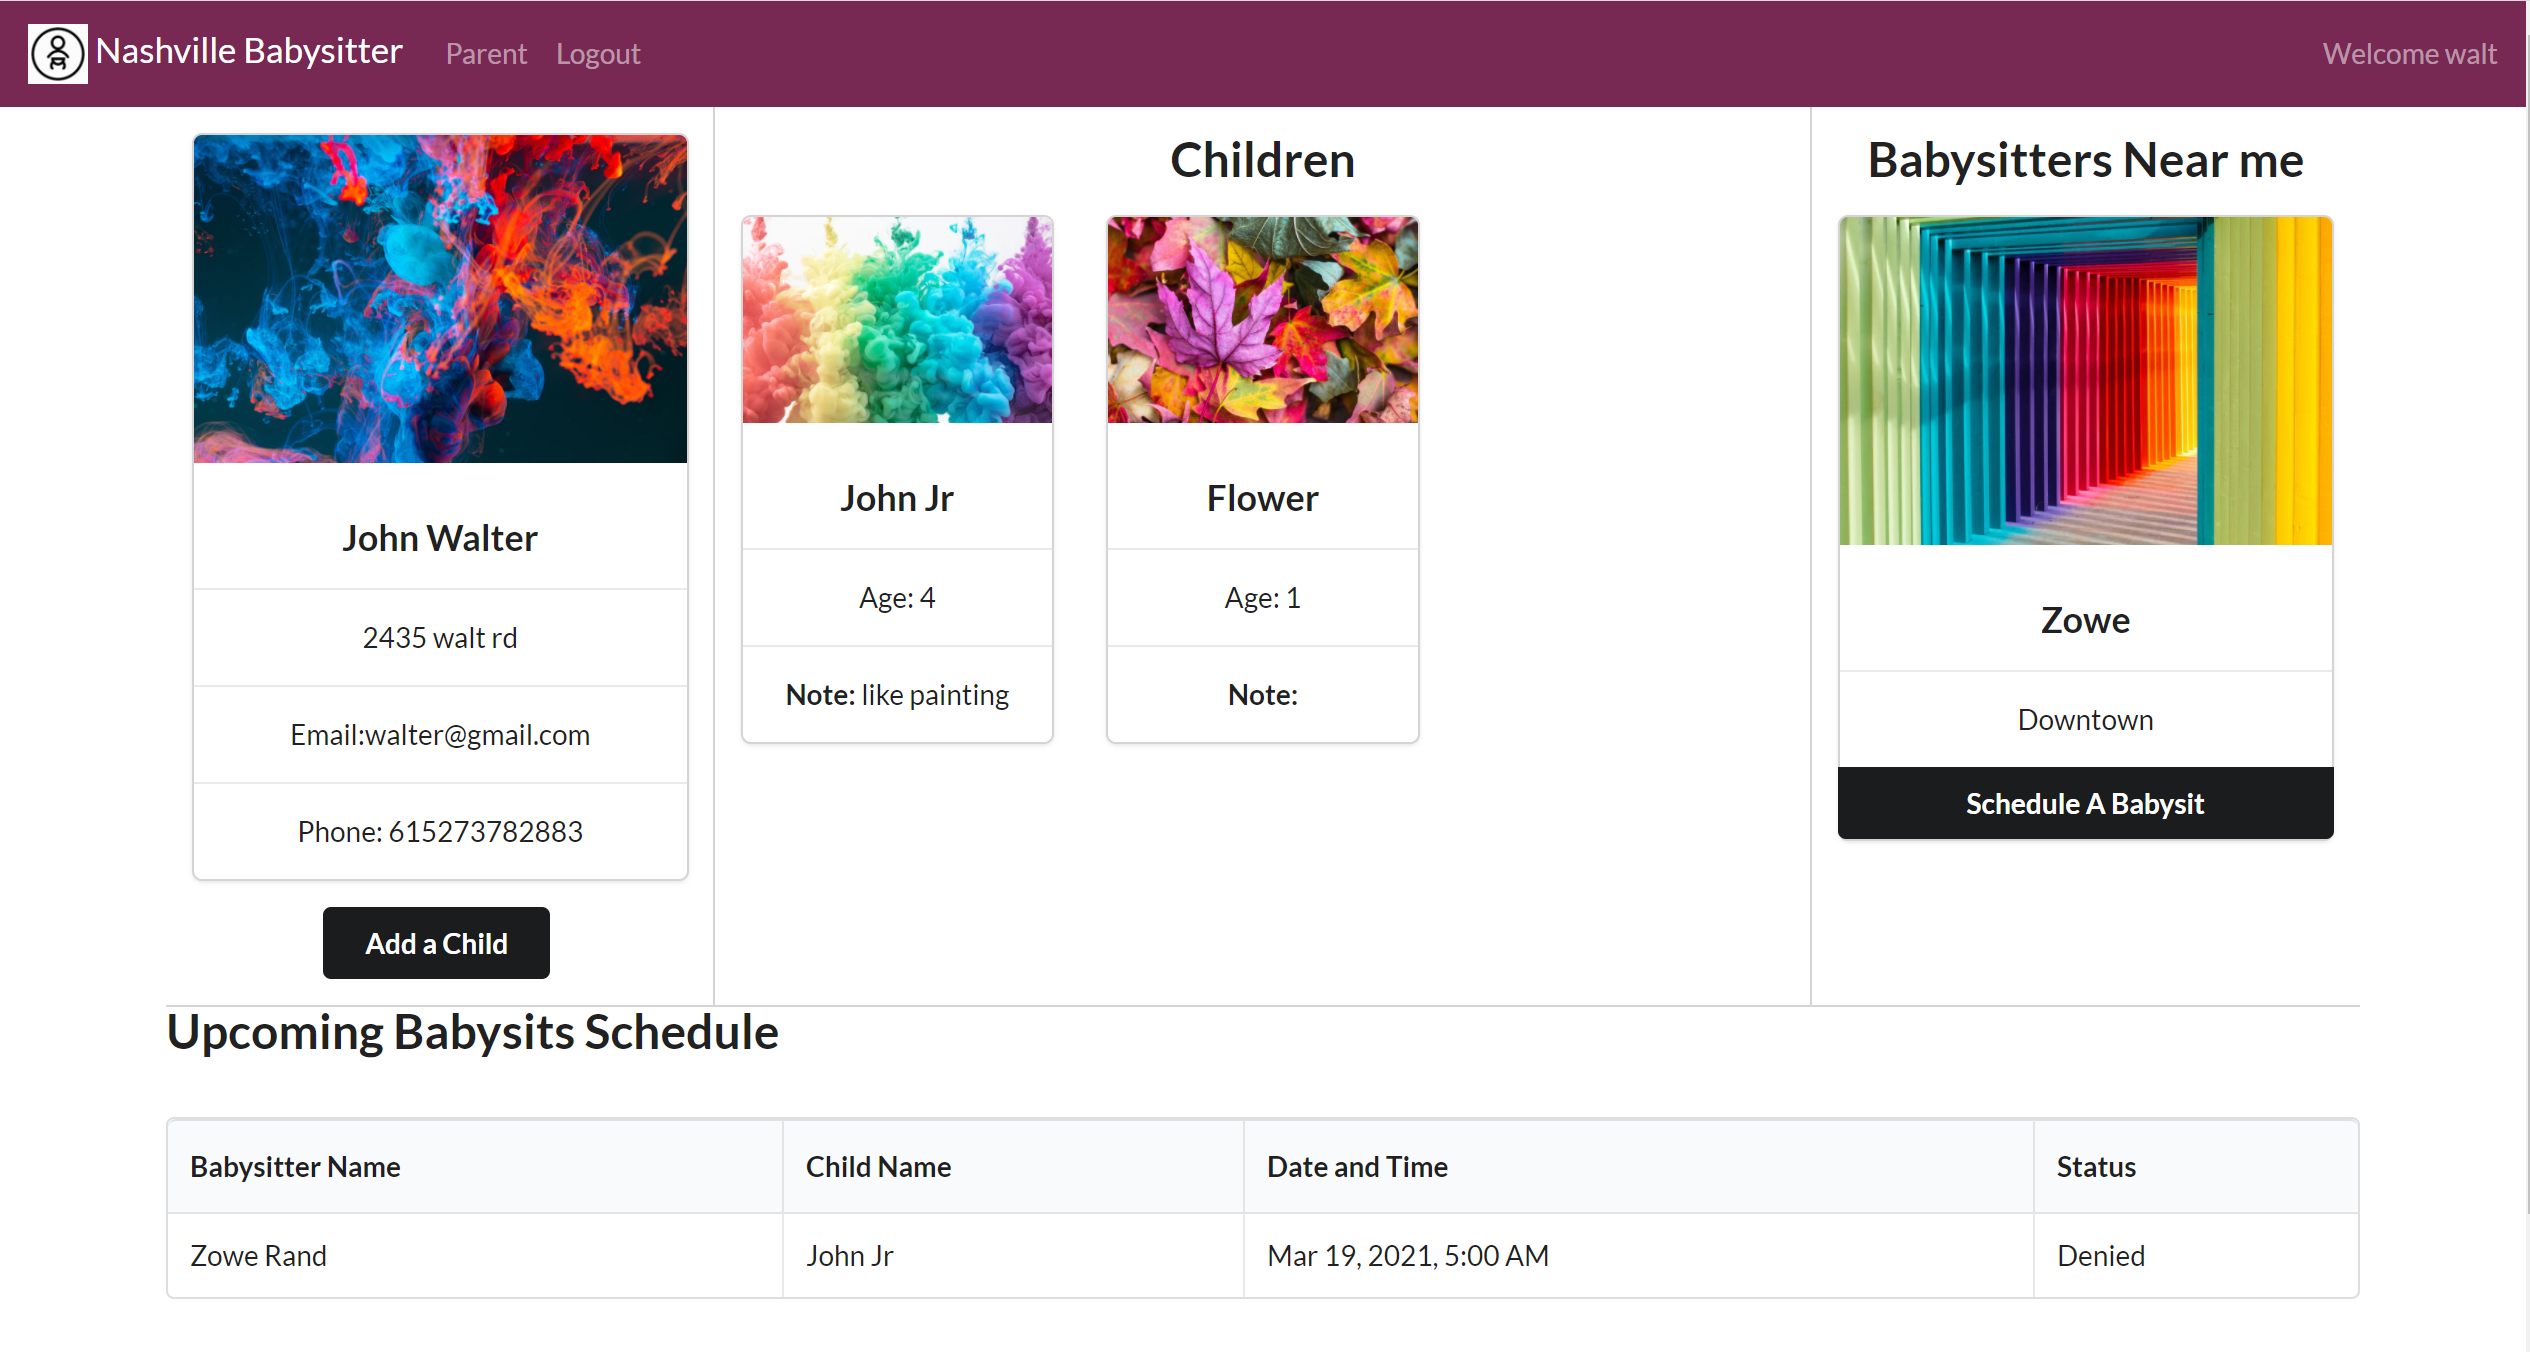 Nashville Babysitter
Parent
Logout
Welcome walt
John Walter
2435 walt rd
Email:walter@gmail.com
Phone: 615273782883
Add a Child
Children
John Jr
Age: 4
Note: like painting
Flower
Age: 1
Note:
Babysitters Near me
Zowe
Downtown
Schedule A Babysit
Upcoming Babysits Schedule
Babysitter Name
Child Name
Date and Time
Status
Zowe Rand
John Jr
Mar 19, 2021, 5:00 AM
Denied